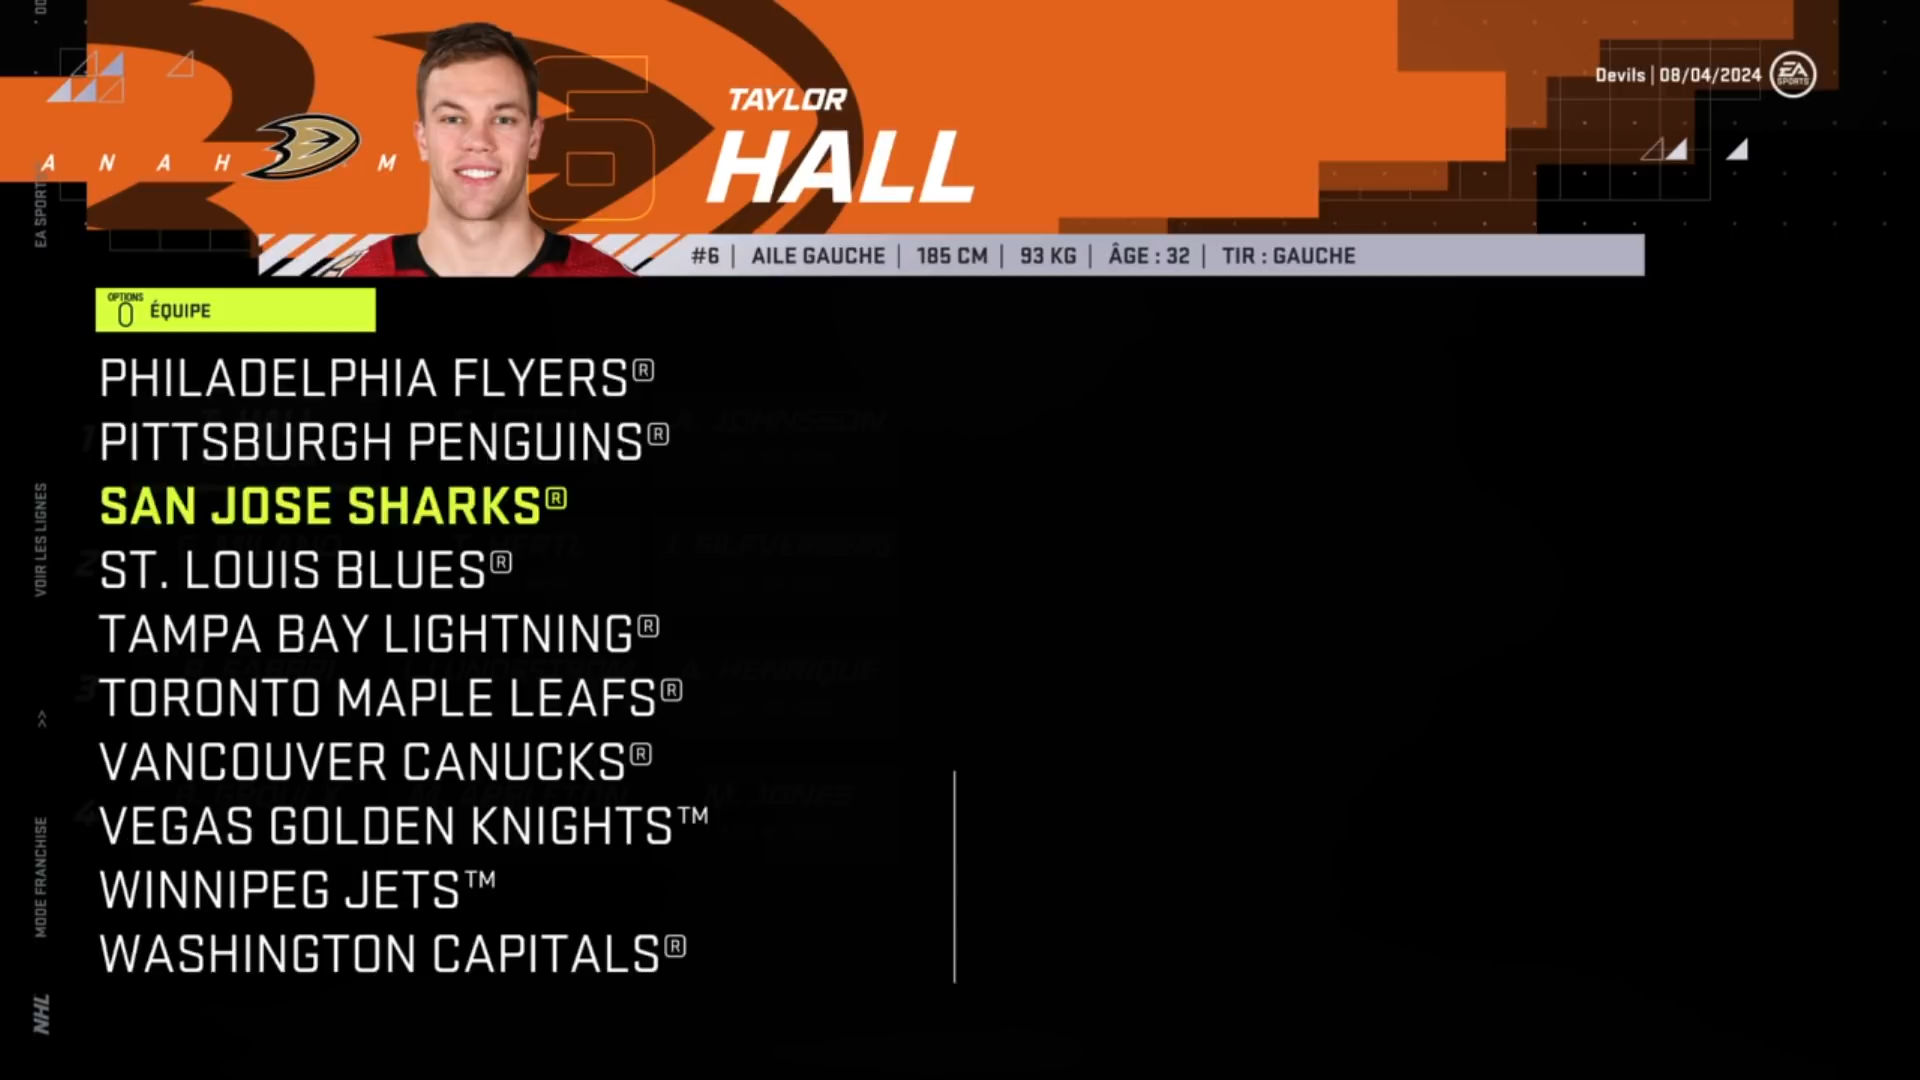 Devils | 08/04/2024
EA SPORTS
TAYLOR
HALL
6
#6 | AILE GAUCHE | 185 CM | 93 KG | ÂGE : 32 | TIR : GAUCHE
OPTIONS
ÉQUIPE
PHILADELPHIA FLYERS®
PITTSBURGH PENGUINS®
SAN JOSE SHARKS®
ST. LOUIS BLUES®
TAMPA BAY LIGHTNING®
TORONTO MAPLE LEAFS®
VANCOUVER CANUCKS®
VEGAS GOLDEN KNIGHTS™
WINNIPEG JETS™
WASHINGTON CAPITALS®
VOIR LES LIGNES
>>
MODE FRANCHISE
NHL